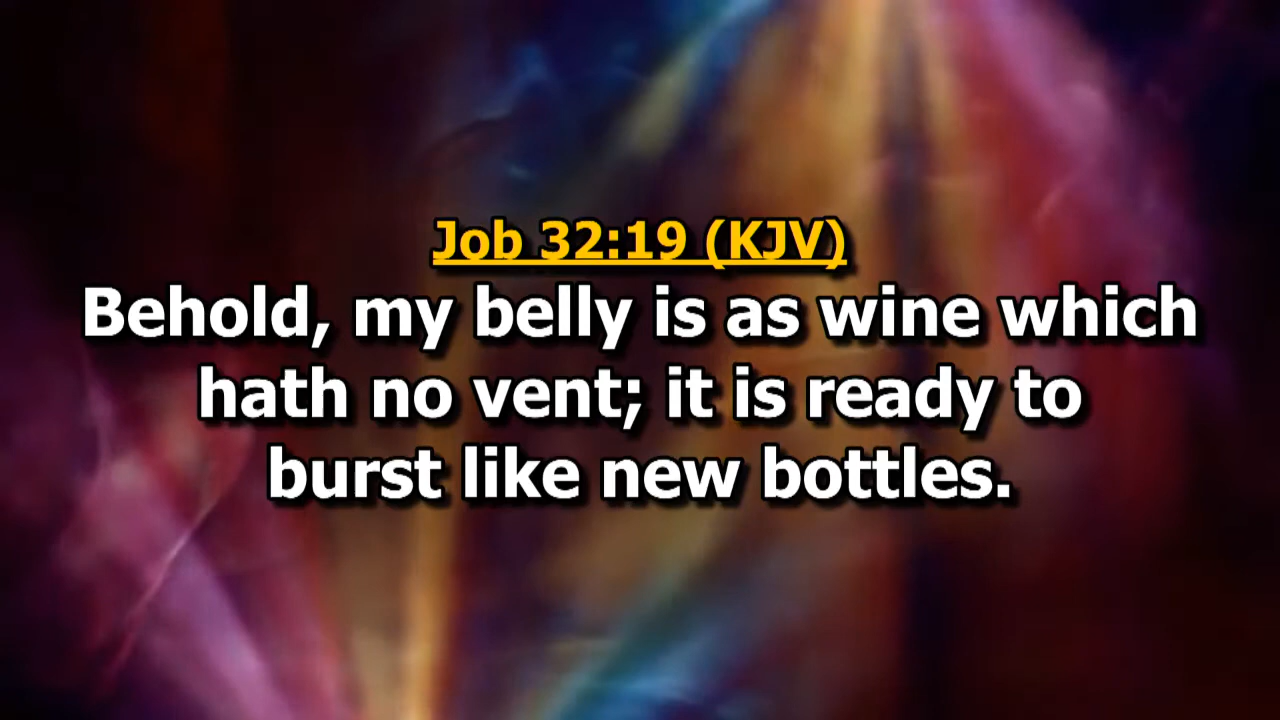 Job 32:19 (KJV)
Behold, my belly is as wine which
hath no vent; it is ready to
burst like new bottles.